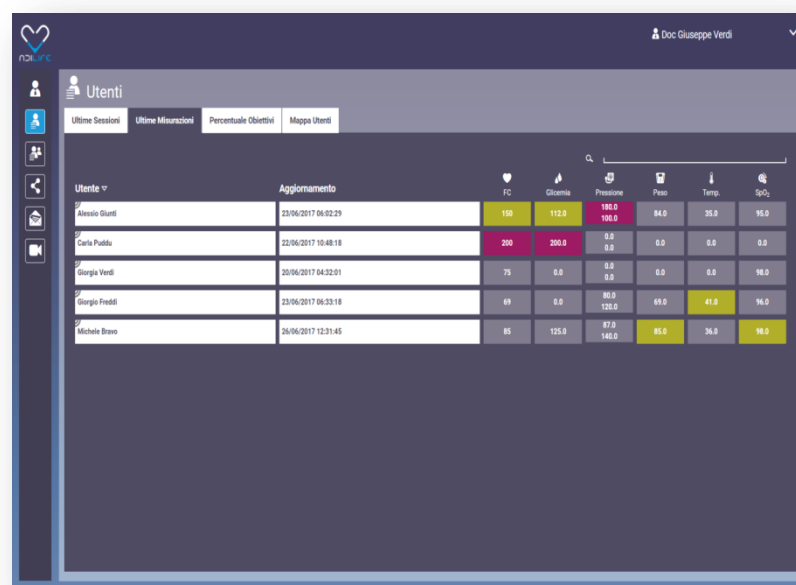 Doc Giuseppe Verdi
ADILIFE
Utenti
Ultime Sessioni Ultime Misurazioni Percentuale Obiettivi Mappa Utenti
Utente Aggiornamento FC Glicemia Pressione Peso Temp. SpO₂
Alessio Giunti 23/06/2017 06:02:29 150 112.0 180.0 100.0 84.0 35.0 95.0
Carla Puddu 22/06/2017 10:48:18 200 200.0 0.0 0.0 0.0 0.0 0.0
Giorgia Verdi 20/06/2017 04:32:01 75 0.0 0.0 0.0 0.0 0.0 98.0
Giorgio Freddi 23/06/2017 06:33:18 69 0.0 80.0 120.0 69.0 41.0 96.0
Michele Bravo 26/06/2017 12:31:45 85 125.0 87.0 140.0 85.0 36.0 98.0